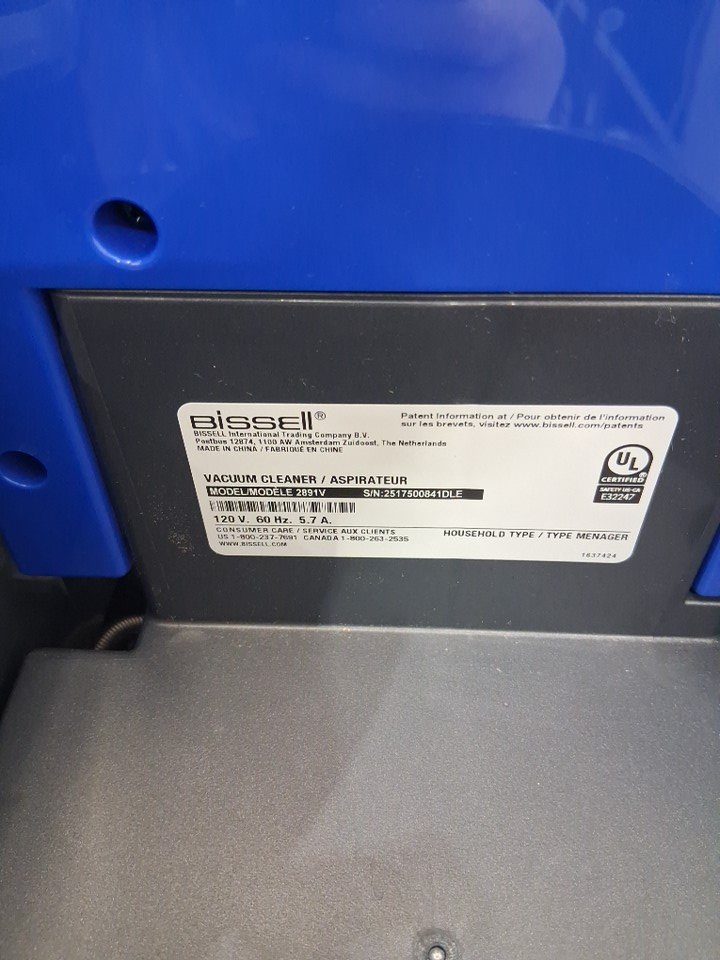 BISSELL®
BISSELL International Trading Company B.V.
Postbus 12874, 1100 AW Amsterdam Zuidoost, The Netherlands
MADE IN CHINA / FABRIQUÉ EN CHINE
Patent Information at / Pour obtenir de l'information
sur les brevets, visitez www.bissell.com/patents
UL
CERTIFIED
SAFETY US-CA
E32247
VACUUM CLEANER / ASPIRATEUR
MODEL/MODÈLE 2891V S/N:2517500841DLE
120 V. 60 Hz. 5.7 A.
CONSUMER CARE / SERVICE AUX CLIENTS
US 1-800-237-7691 CANADA 1-800-263-2535
WWW.BISSELL.COM
HOUSEHOLD TYPE / TYPE MENAGER
1637424